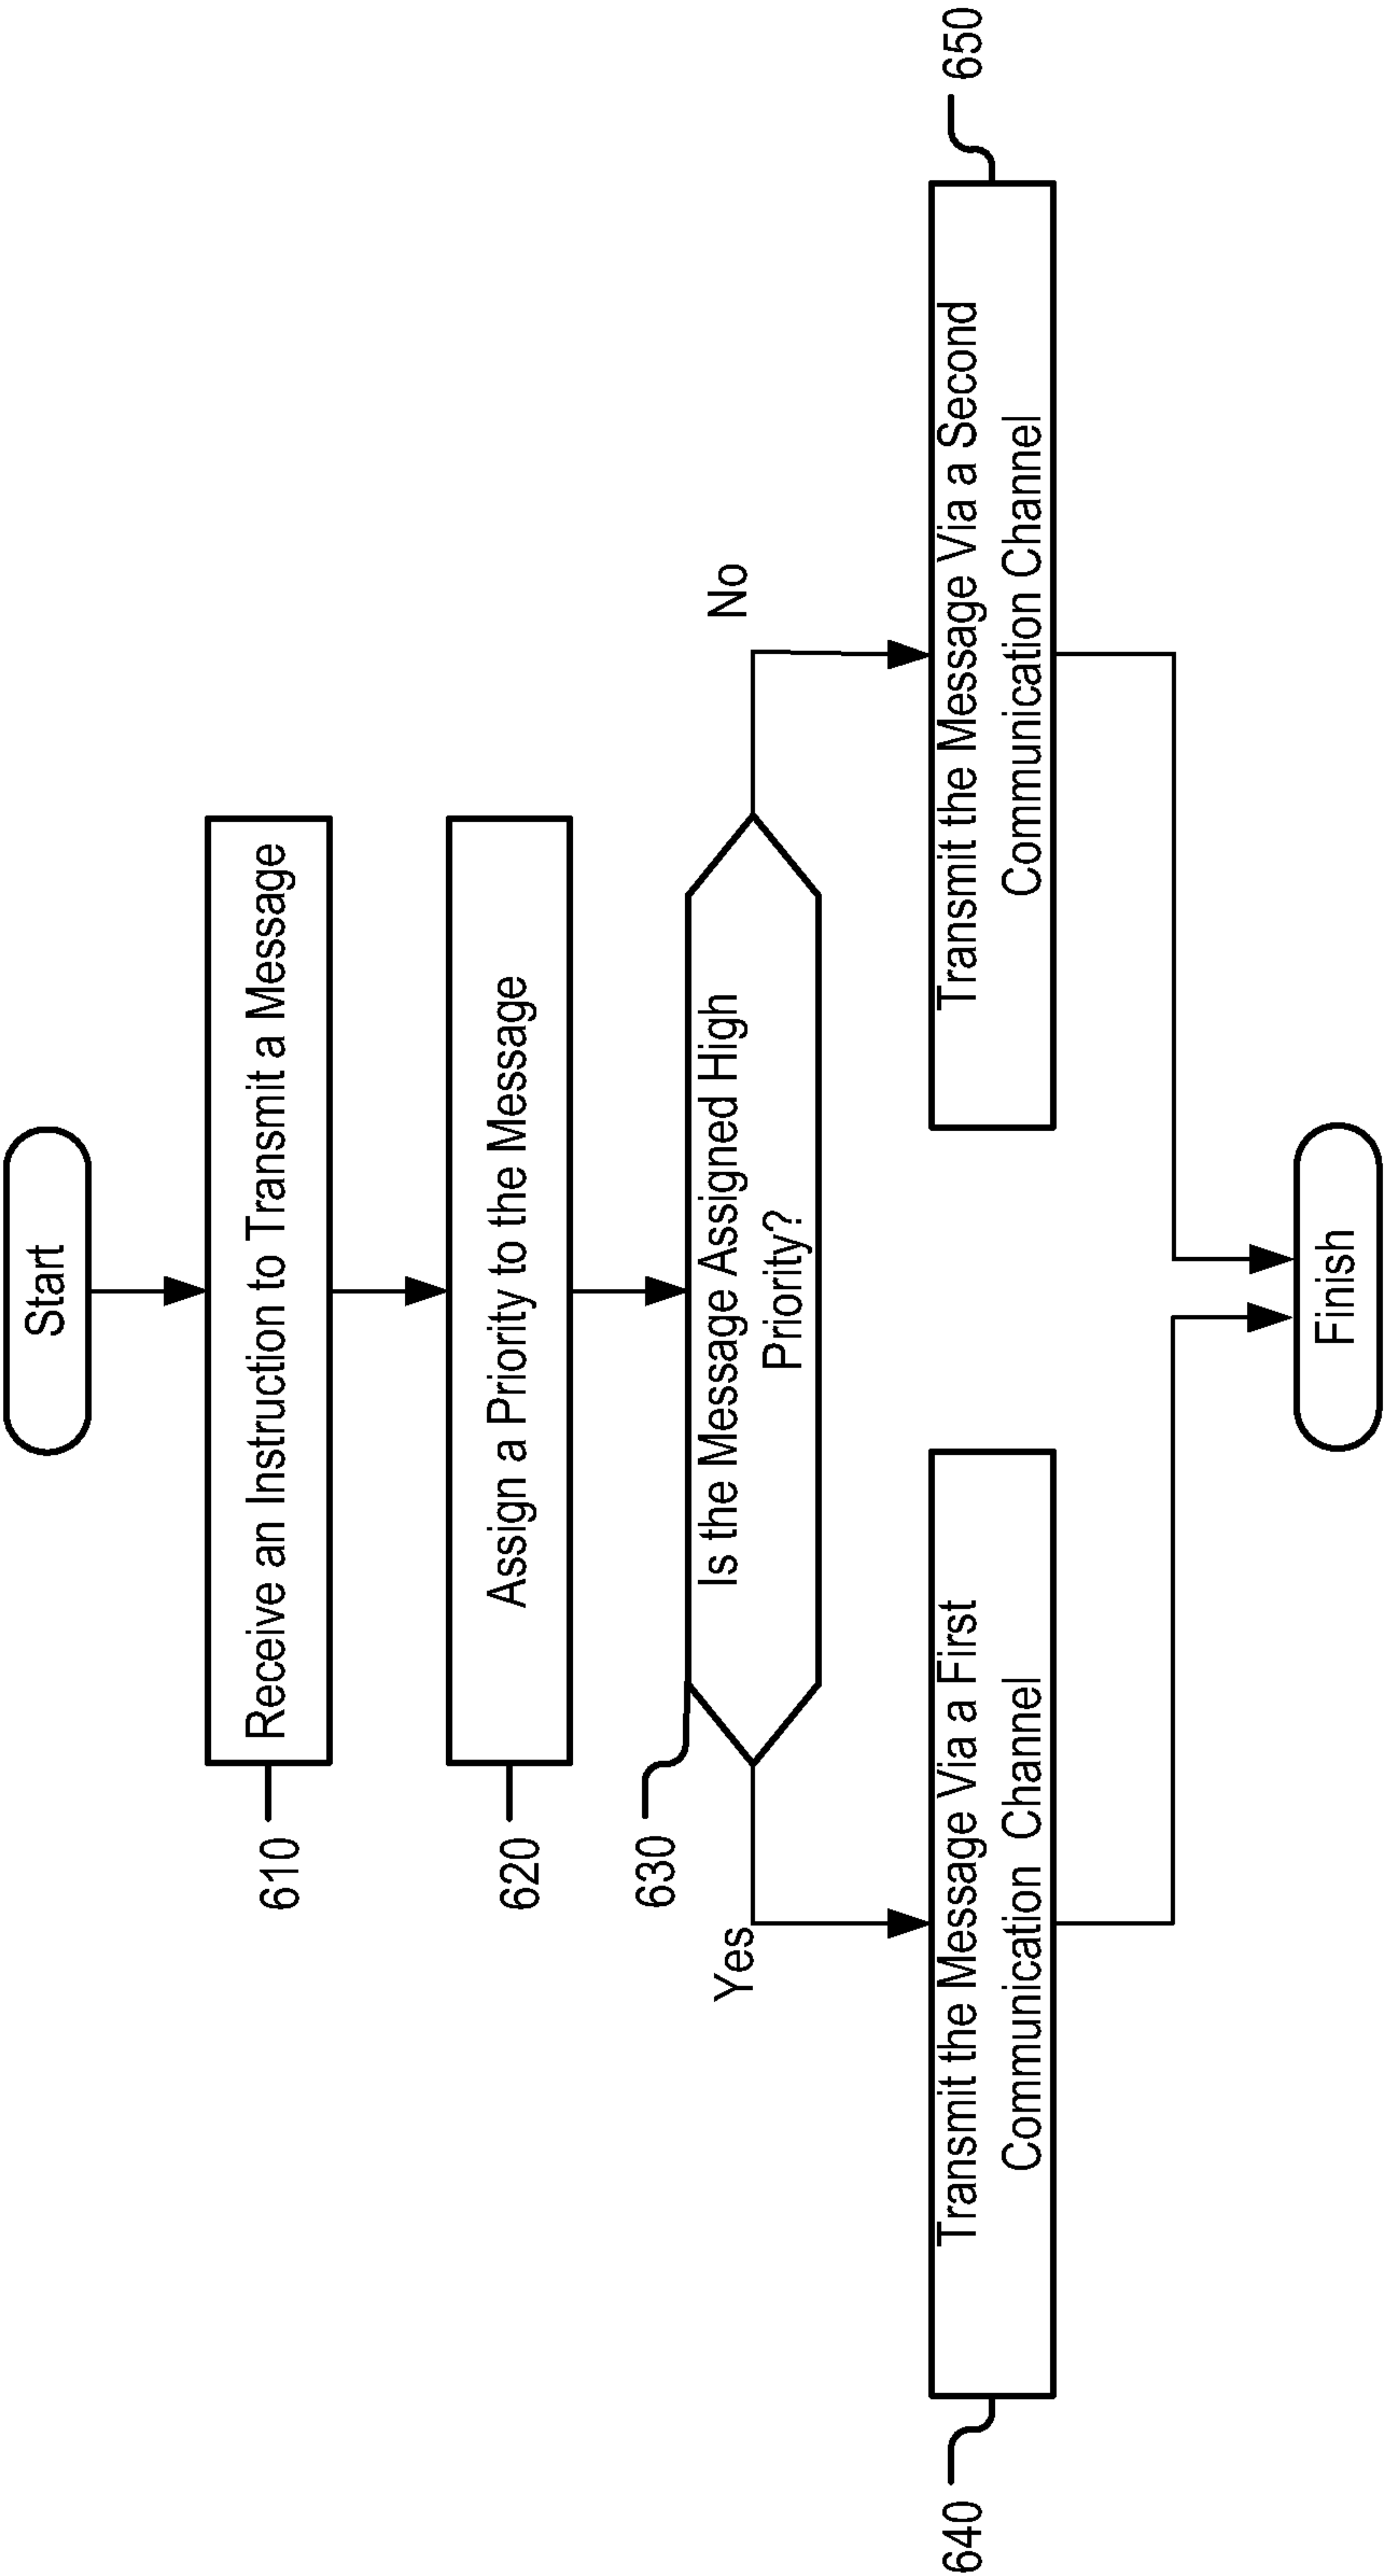 Start
610
Receive an Instruction to Transmit a Message
620
Assign a Priority to the Message
630
Is the Message Assigned High
Priority?
Yes
No
640
Transmit the Message Via a First
Communication Channel
Transmit the Message Via a Second
Communication Channel
650
Finish